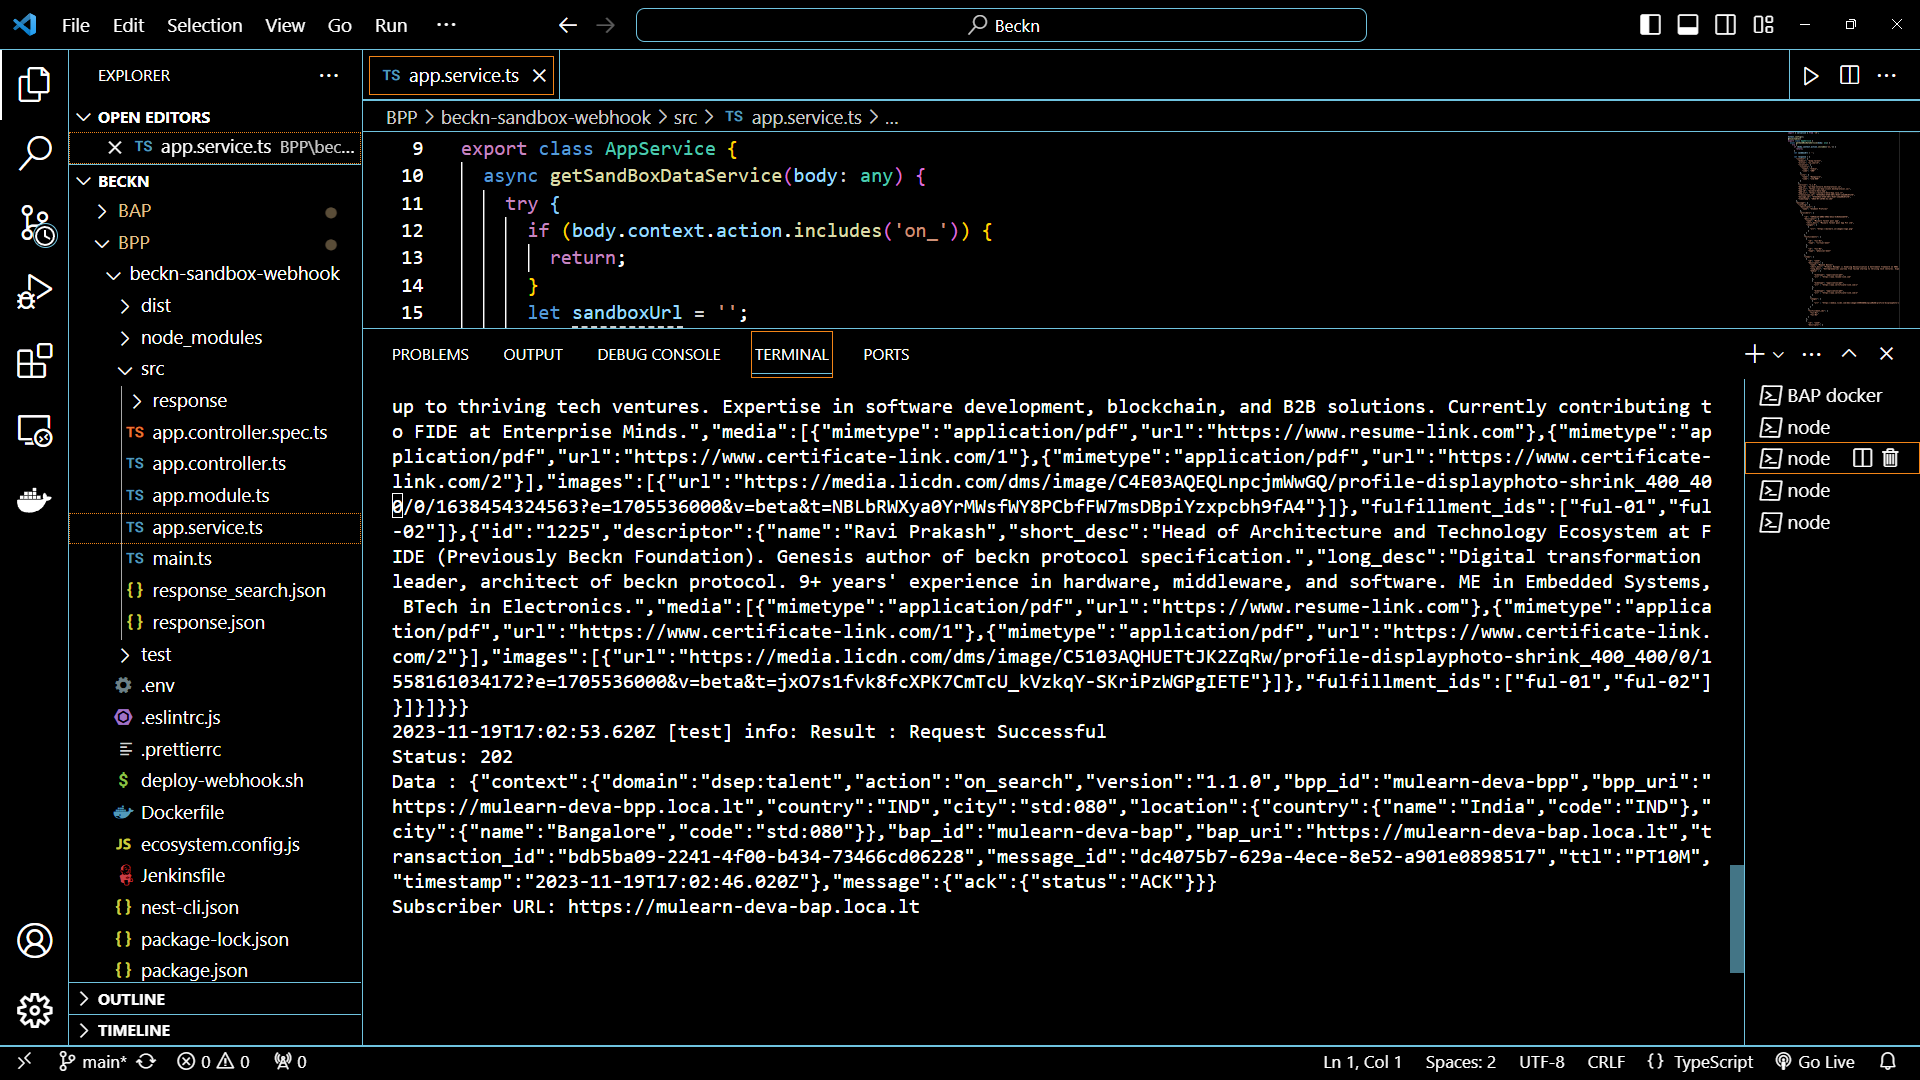 File Edit Selection View Go Run ···
Beckn
EXPLORER
OPEN EDITORS
TS app.service.ts BPP\bec...
BECKN
BAP
BPP
beckn-sandbox-webhook
dist
node_modules
src
response
TS app.controller.spec.ts
TS app.controller.ts
TS app.module.ts
TS app.service.ts
TS main.ts
{} response_search.json
{} response.json
test
.env
.eslintrc.js
.prettierrc
$ deploy-webhook.sh
Dockerfile
JS ecosystem.config.js
Jenkinsfile
{} nest-cli.json
{} package-lock.json
{} package.json
OUTLINE
TIMELINE
TS app.service.ts
BPP > beckn-sandbox-webhook > src > TS app.service.ts > ...
9 export class AppService {
10 async getSandBoxDataService(body: any) {
11 try {
12 if (body.context.action.includes('on_')) {
13 return;
14 }
15 let sandboxUrl = '';
PROBLEMS OUTPUT DEBUG CONSOLE TERMINAL PORTS
up to thriving tech ventures. Expertise in software development, blockchain, and B2B solutions. Currently contributing t
o FIDE at Enterprise Minds.","media":[{"mimetype":"application/pdf","url":"https://www.resume-link.com"},{"mimetype":"ap
plication/pdf","url":"https://www.certificate-link.com/1"},{"mimetype":"application/pdf","url":"https://www.certificate-
link.com/2"}],"images":[{"url":"https://media.licdn.com/dms/image/C4E03AQEQLnpcjmWwGQ/profile-displayphoto-shrink_400_40
0/0/1638454324563?e=1705536000&v=beta&t=NBLbRWXya0YrMWsfWY8PCbfFW7msDBpiYzxpcbh9fA4"}]},"fulfillment_ids":["ful-01","ful
-02"]},{"id":"1225","descriptor":{"name":"Ravi Prakash","short_desc":"Head of Architecture and Technology Ecosystem at F
IDE (Previously Beckn Foundation). Genesis author of beckn protocol specification.","long_desc":"Digital transformation
leader, architect of beckn protocol. 9+ years' experience in hardware, middleware, and software. ME in Embedded Systems,
BTech in Electronics.","media":[{"mimetype":"application/pdf","url":"https://www.resume-link.com"},{"mimetype":"applica
tion/pdf","url":"https://www.certificate-link.com/1"},{"mimetype":"application/pdf","url":"https://www.certificate-link.
com/2"}],"images":[{"url":"https://media.licdn.com/dms/image/C5103AQHUETtJK2ZqRw/profile-displayphoto-shrink_400_400/0/1
558161034172?e=1705536000&v=beta&t=jxO7s1fvk8fcXPK7CmTcU_kVzkqY-SKriPzWGPgIETE"}]},"fulfillment_ids":["ful-01","ful-02"]
}]}]}}}
2023-11-19T17:02:53.620Z [test] info: Result : Request Successful
Status: 202
Data : {"context":{"domain":"dsep:talent","action":"on_search","version":"1.1.0","bpp_id":"mulearn-deva-bpp","bpp_uri":"
https://mulearn-deva-bpp.loca.lt","country":"IND","city":"std:080","location":{"country":{"name":"India","code":"IND"},"
city":{"name":"Bangalore","code":"std:080"}},"bap_id":"mulearn-deva-bap","bap_uri":"https://mulearn-deva-bap.loca.lt","t
ransaction_id":"bdb5ba09-2241-4f00-b434-73466cd06228","message_id":"dc4075b7-629a-4ece-8e52-a901e0898517","ttl":"PT10M",
"timestamp":"2023-11-19T17:02:46.020Z"},"message":{"ack":{"status":"ACK"}}}
Subscriber URL: https://mulearn-deva-bap.loca.lt
BAP docker
node
node
node
node
main* 0 0 0
Ln 1, Col 1 Spaces: 2 UTF-8 CRLF {} TypeScript Go Live